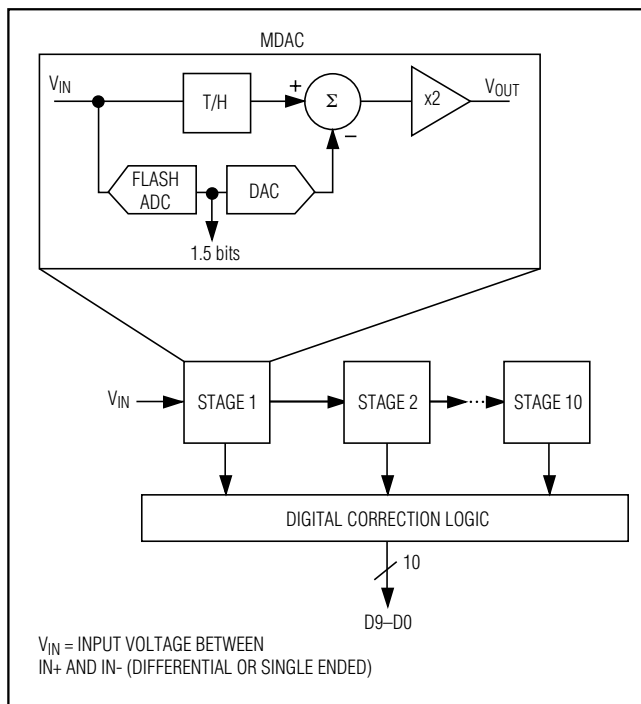 MDAC
VIN
T/H
+
Σ
−
x2
VOUT
FLASH
ADC
DAC
1.5 bits
VIN
STAGE 1
STAGE 2
...
STAGE 10
DIGITAL CORRECTION LOGIC
10
D9–D0
VIN = INPUT VOLTAGE BETWEEN
IN+ AND IN- (DIFFERENTIAL OR SINGLE ENDED)